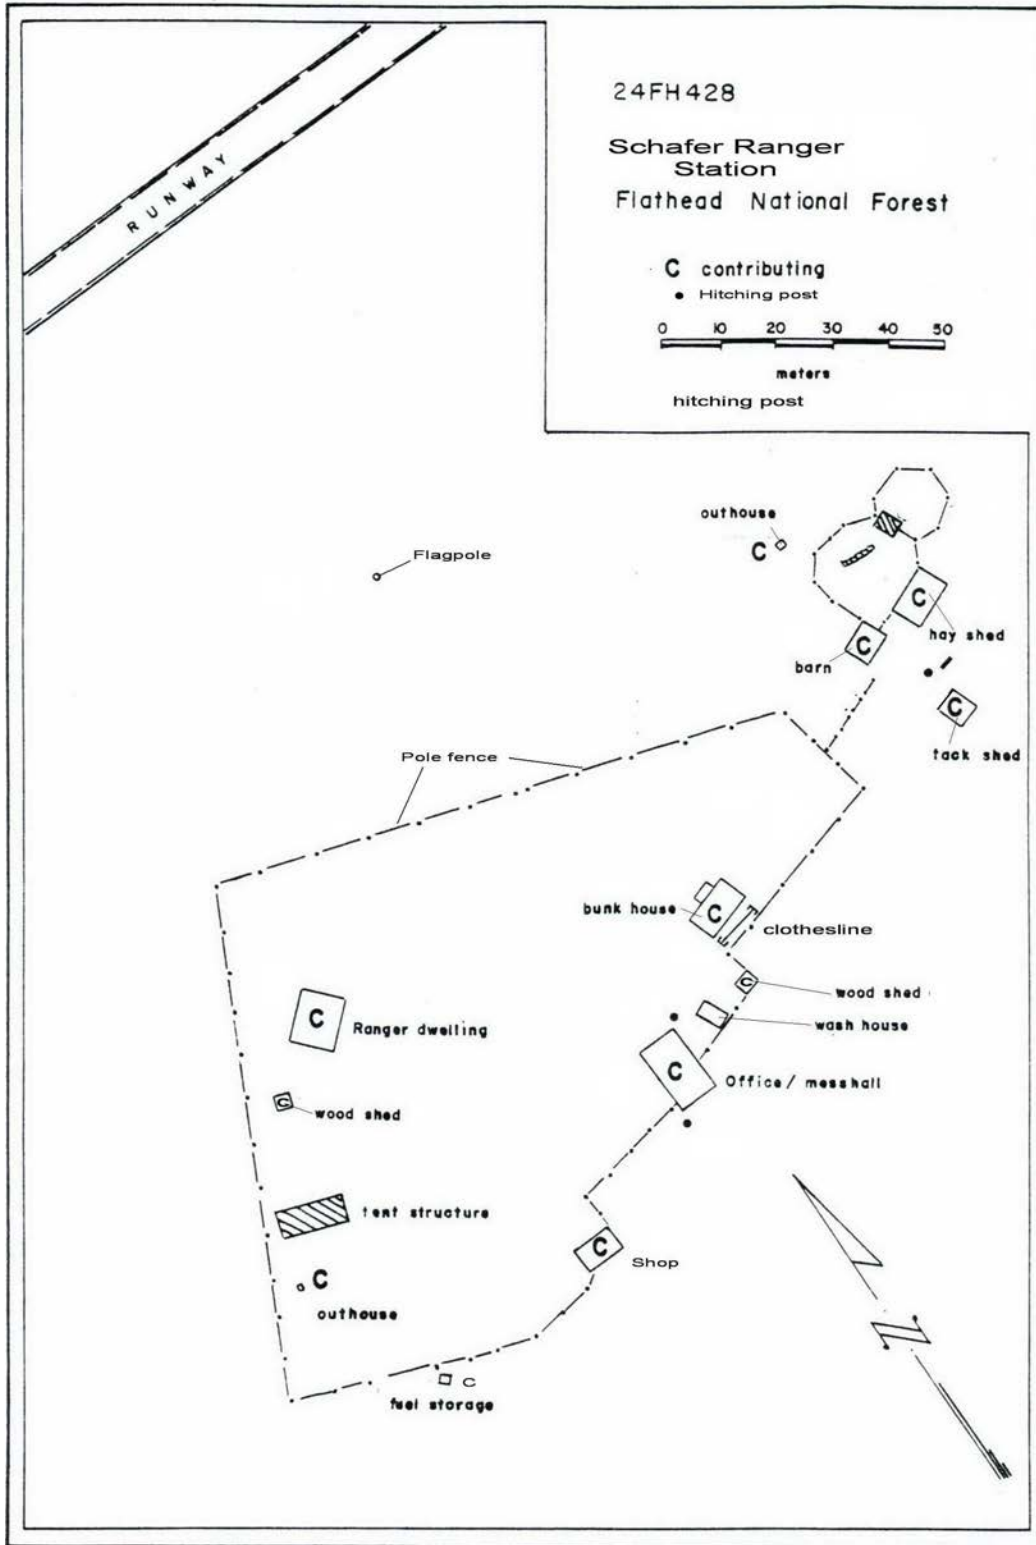 24FH428
Schafer Ranger
Station
Flathead National Forest
C contributing
• Hitching post
0 10 20 30 40 50
meters
hitching post
RUNWAY
outhouse
C
Flagpole
C
hay shed
C
barn
C
tack shed
Pole fence
bunk house
C
clothesline
C
wood shed
wash house
C
Ranger dwelling
C
Office/ messhall
C
wood shed
tent structure
C
Shop
C
outhouse
C
fuel storage
N